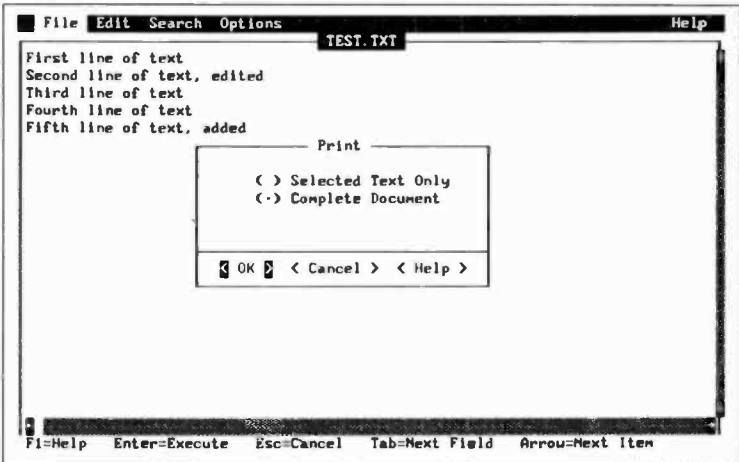 File Edit Search Options Help
TEST.TXT
First line of text
Second line of text, edited
Third line of text
Fourth line of text
Fifth line of text, added
Print
( ) Selected Text Only
(·) Complete Document
< OK > < Cancel > < Help >
F1=Help Enter=Execute Esc=Cancel Tab=Next Field Arrow=Next Item